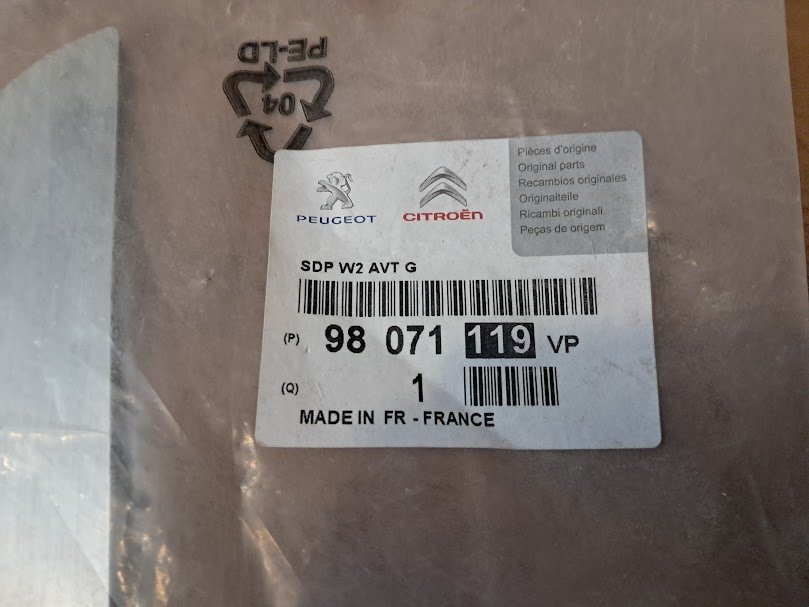 PE-LD
04
PEUGEOT
CITROËN
Pièces d'origine
Original parts
Recambios originales
Originalteile
Ricambi originali
Peças de origem
SDP W2 AVT G
(P) 98 071 119 VP
(Q) 1
MADE IN FR - FRANCE